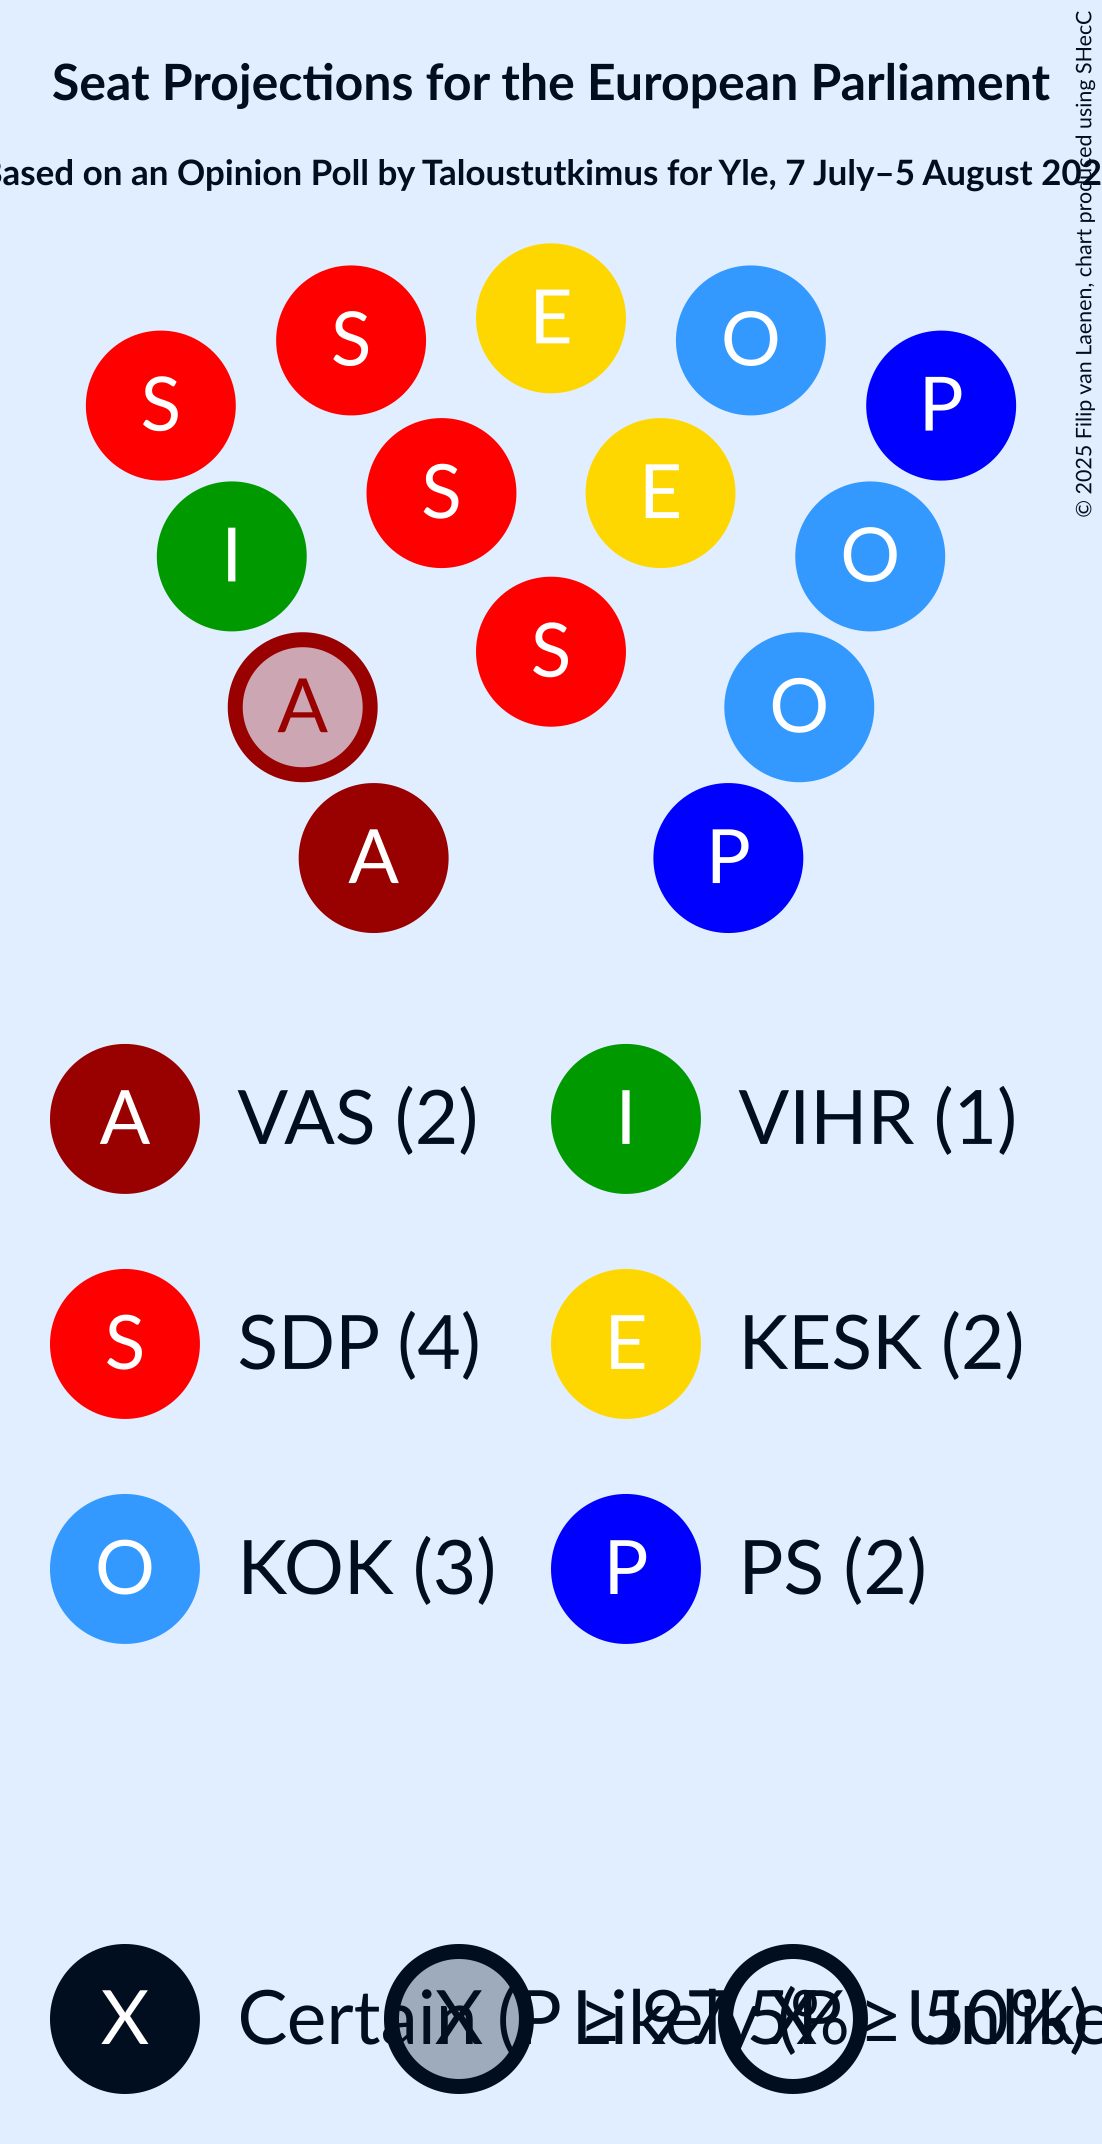 Seat Projections for the European Parliament
ased on an Opinion Poll by Taloustutkimus for Yle, 7 July–5 August 202
© 2025 Filip van Laenen, chart produced using SHecC
E
S O
S P
S E
I O
S
A O
A P
A VAS (2) I VIHR (1)
S SDP (4) E KESK (2)
O KOK (3) P PS (2)
X Certain (P ≥ 97.5% X Likely (P ≥ 50%) X Unlike